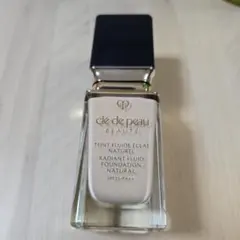 clé de peau
BEAUTÉ
TEINT FLUIDE ÉCLAT
NATUREL
RADIANT FLUID
FOUNDATION
NATURAL